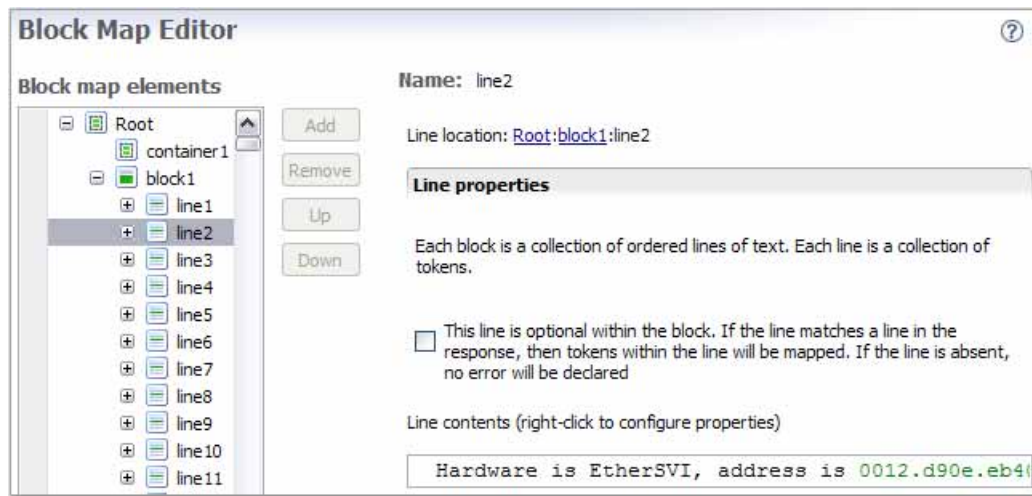 Block Map Editor
Block map elements
Root
container1
block1
line1
line2
line3
line4
line5
line6
line7
line8
line9
line10
line11
Add
Remove
Up
Down
Name: line2
Line location: Root:block1:line2
Line properties
Each block is a collection of ordered lines of text. Each line is a collection of
tokens.
This line is optional within the block. If the line matches a line in the
response, then tokens within the line will be mapped. If the line is absent,
no error will be declared
Line contents (right-click to configure properties)
Hardware is EtherSVI, address is 0012.d90e.eb40